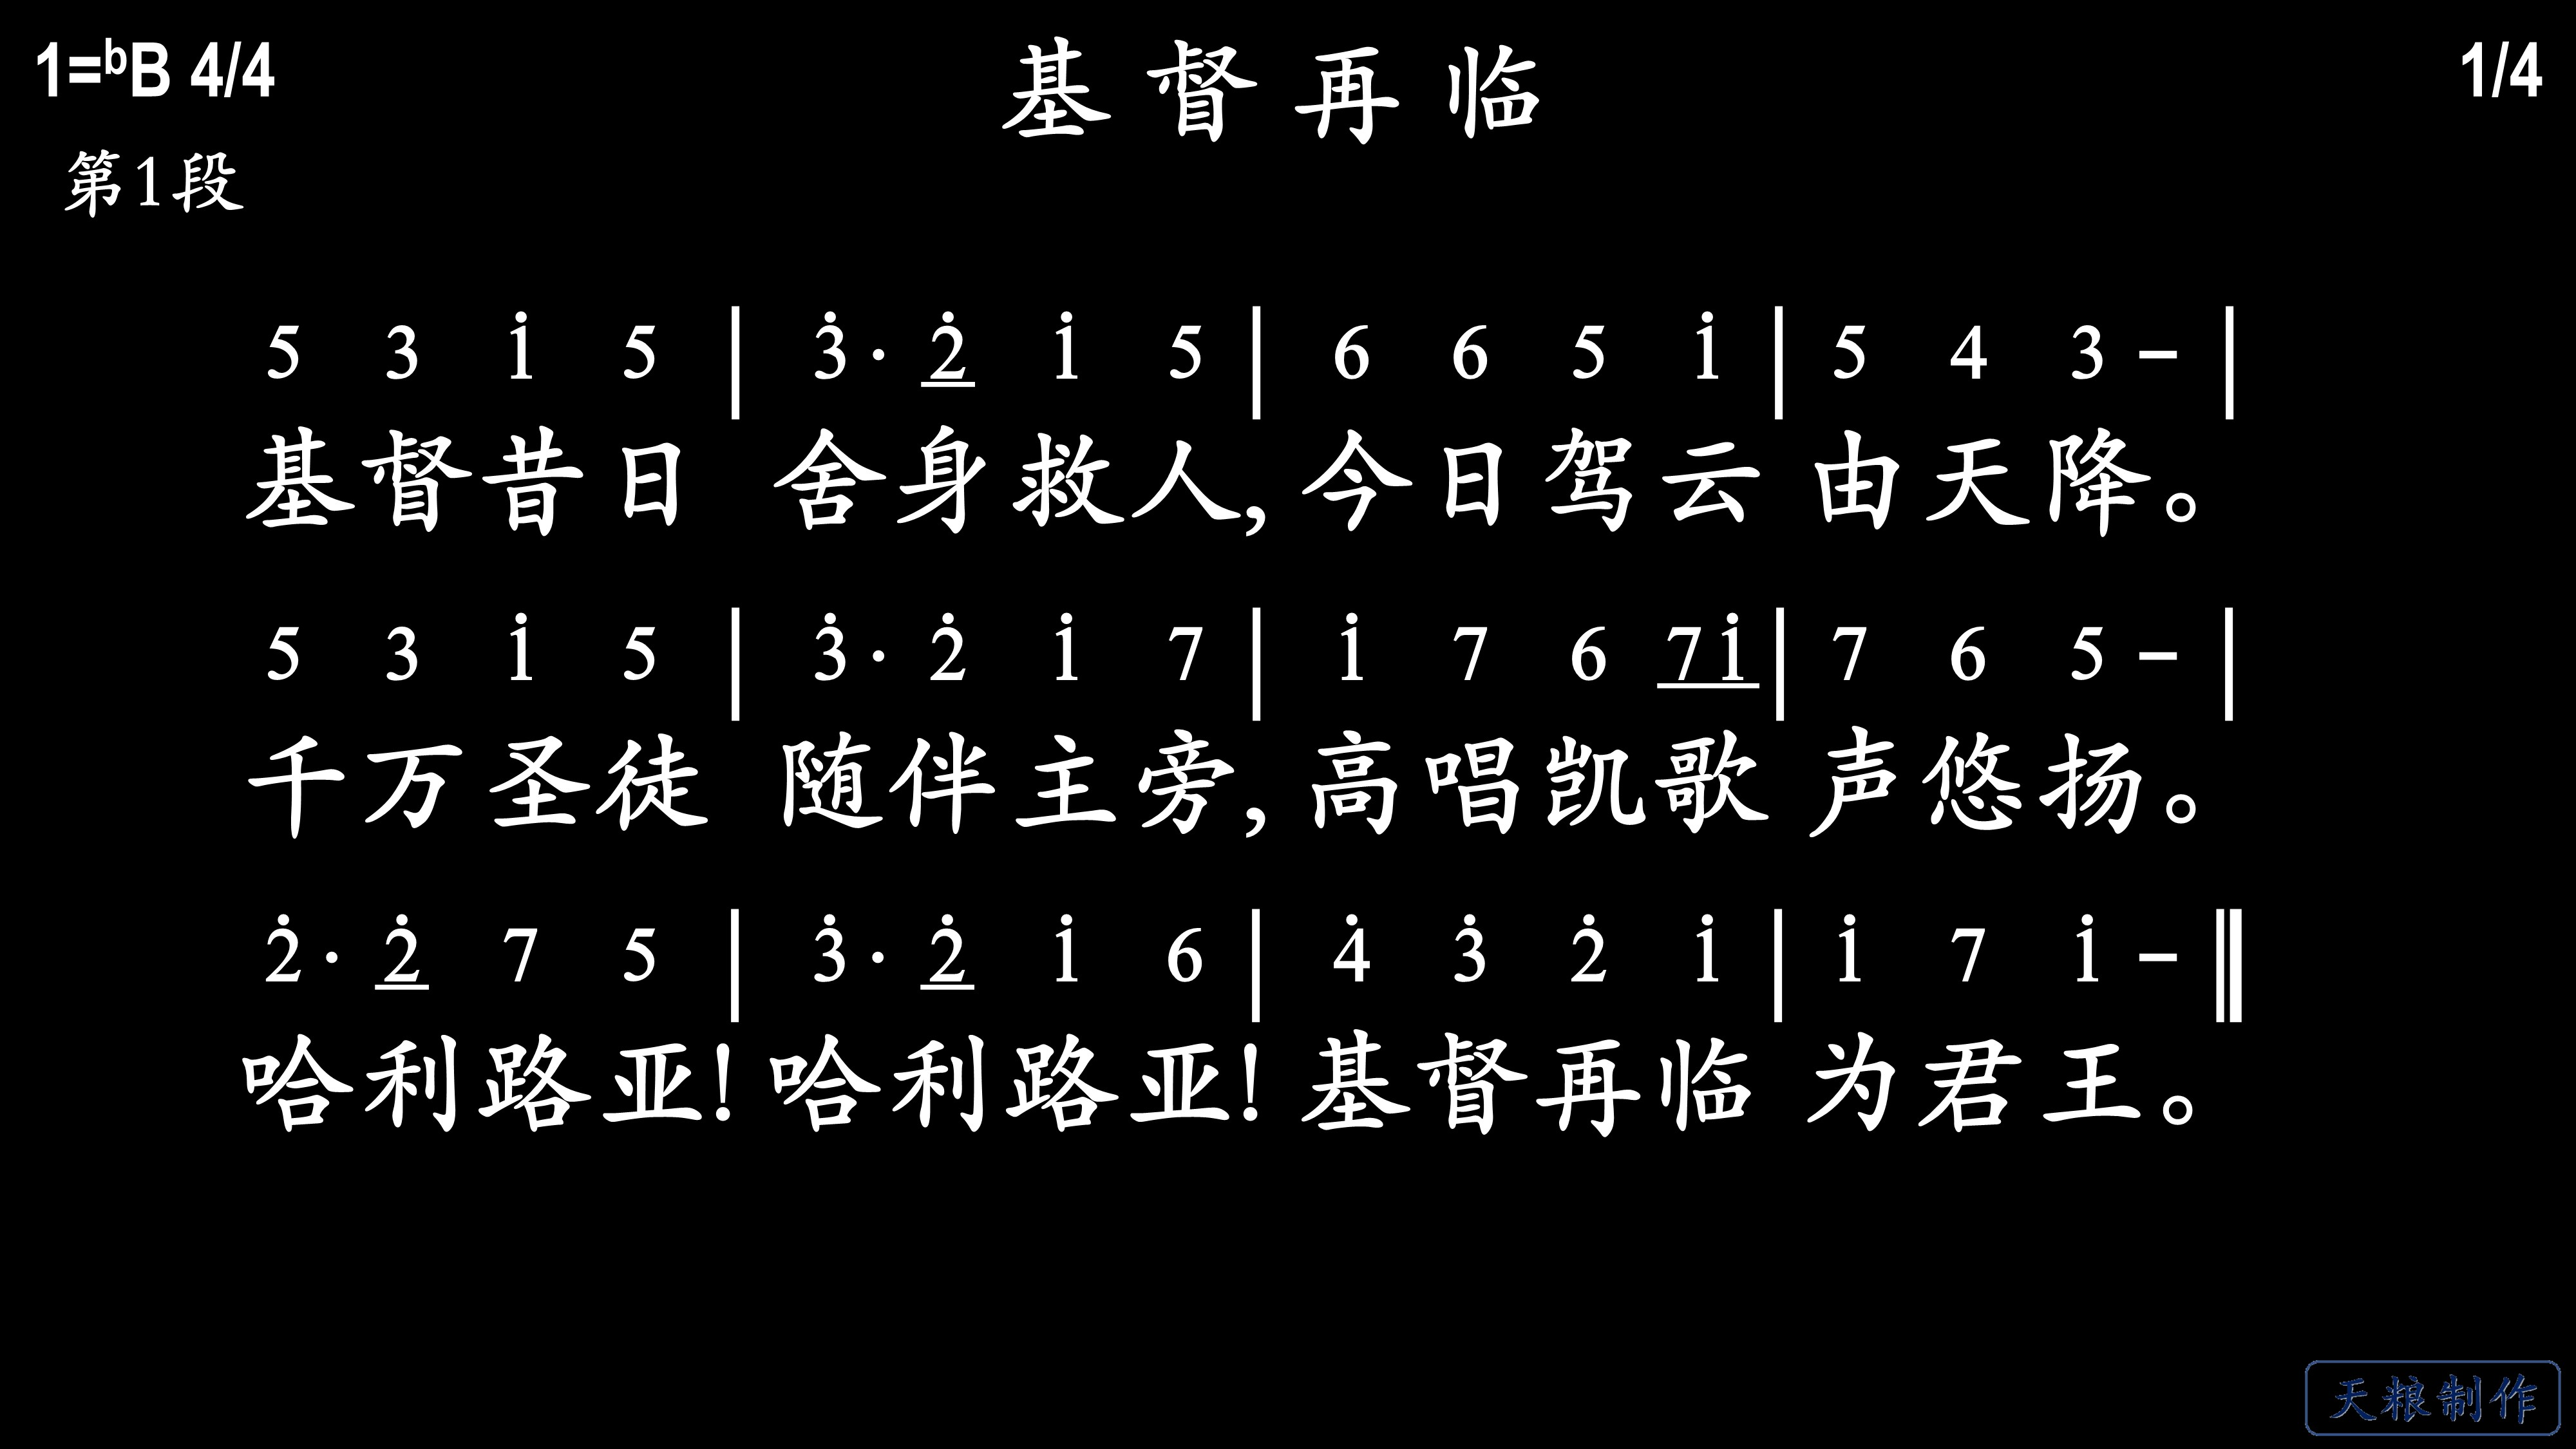 1=ᵇB 4/4
基督再临
1/4
第1段
5 3 i 5 | 3̇· 2̇ i 5 | 6 6 5 i | 5 4 3 – |
基督昔日 舍身救人,今日驾云 由天降。
5 3 i 5 | 3̇· 2̇ i 7 | i 7 6 7 i | 7 6 5 – |
千万圣徒 随伴主旁,高唱凯歌 声悠扬。
2̇· 2̇ 7 5 | 3̇· 2̇ i 6 | 4̇ 3̇ 2̇ i | i 7 i – ‖
哈利路亚!哈利路亚!基督再临 为君王。
天粮制作